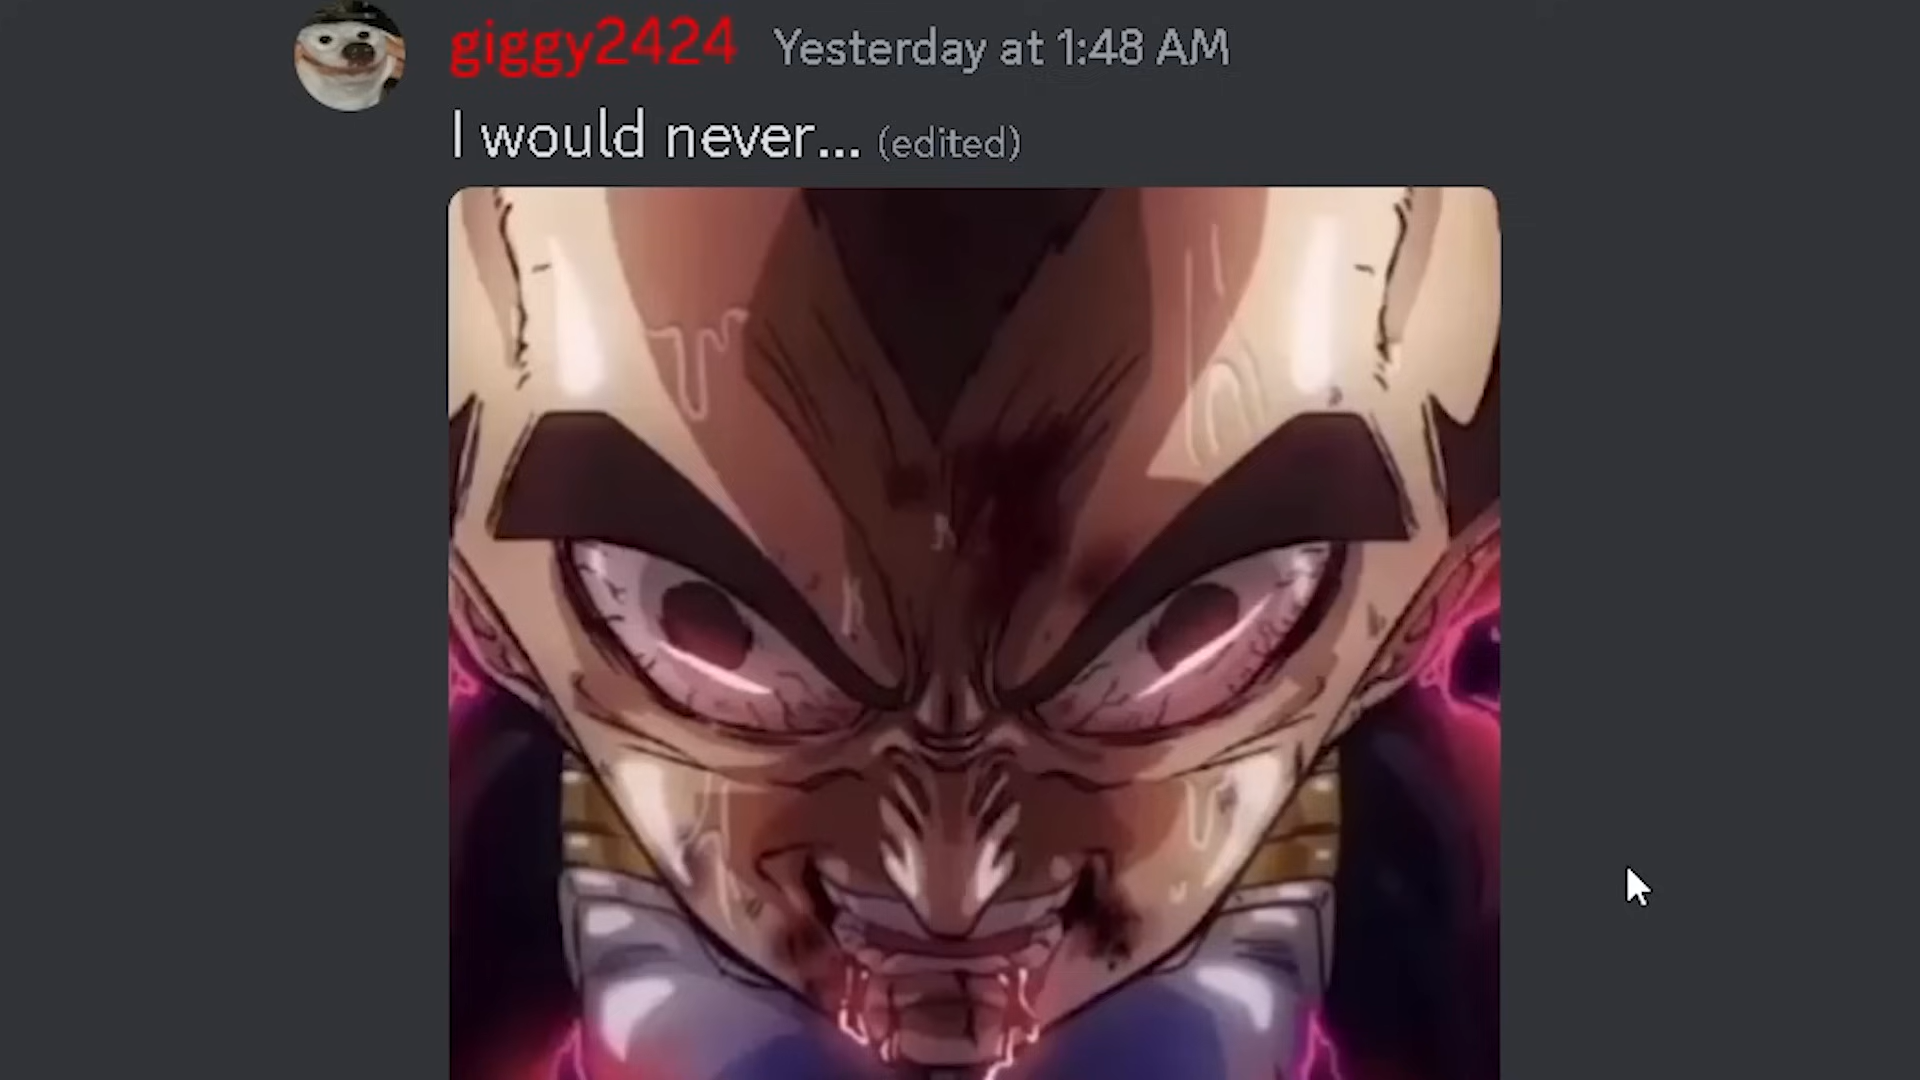 giggy2424 Yesterday at 1:48 AM
I would never... (edited)